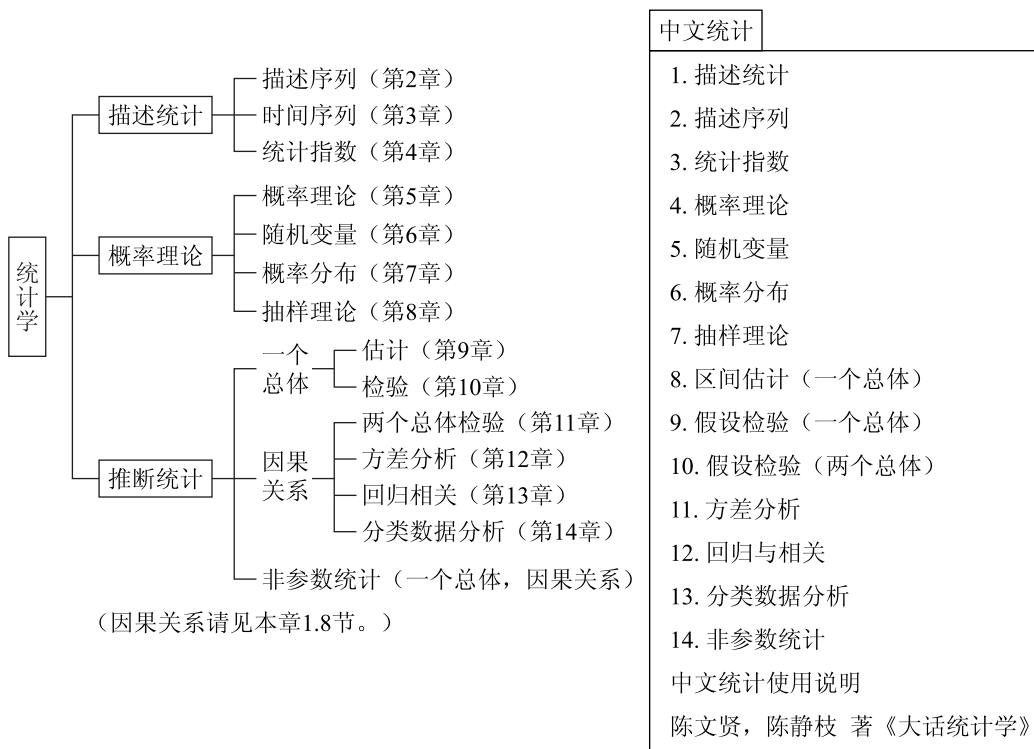 统计学
描述统计
描述序列（第2章）
时间序列（第3章）
统计指数（第4章）
概率理论
概率理论（第5章）
随机变量（第6章）
概率分布（第7章）
抽样理论（第8章）
推断统计
一个
总体
估计（第9章）
检验（第10章）
因果
关系
两个总体检验（第11章）
方差分析（第12章）
回归相关（第13章）
分类数据分析（第14章）
非参数统计（一个总体，因果关系）
（因果关系请见本章1.8节。）
中文统计
1. 描述统计
2. 描述序列
3. 统计指数
4. 概率理论
5. 随机变量
6. 概率分布
7. 抽样理论
8. 区间估计（一个总体）
9. 假设检验（一个总体）
10. 假设检验（两个总体）
11. 方差分析
12. 回归与相关
13. 分类数据分析
14. 非参数统计
中文统计使用说明
陈文贤，陈静枝 著《大话统计学》